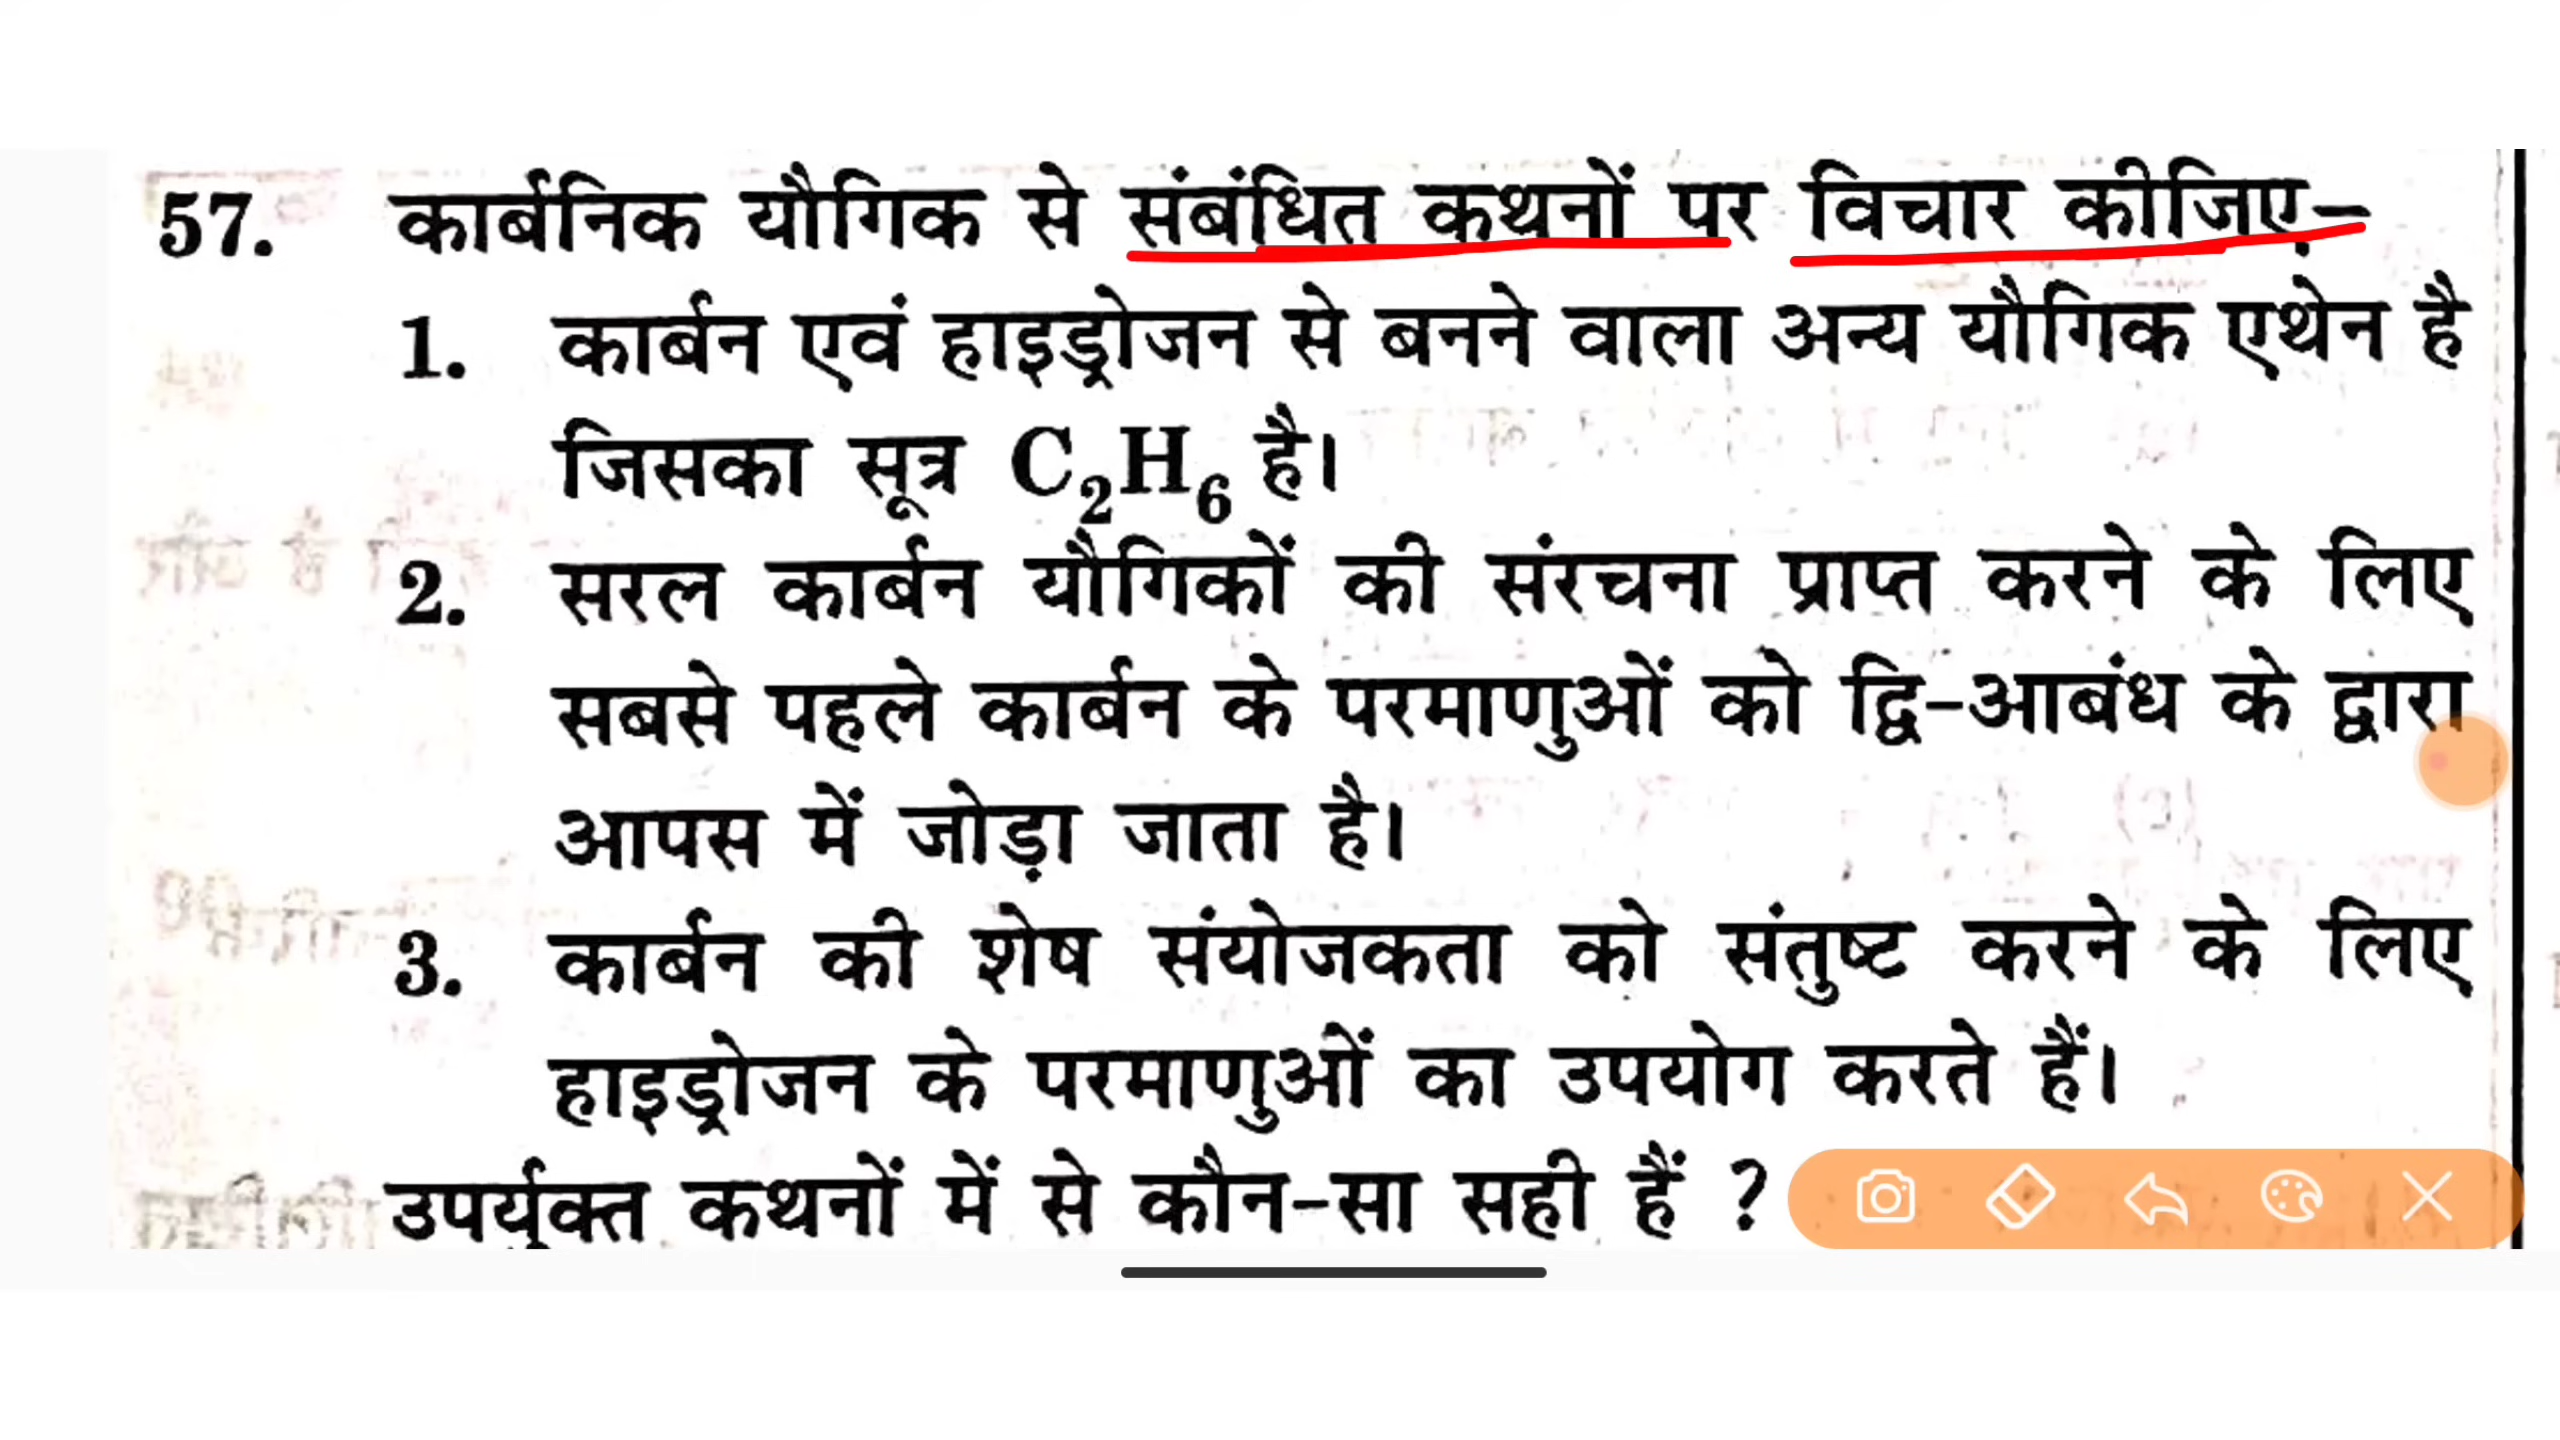 57. कार्बनिक यौगिक से संबंधित कथनों पर विचार कीजिए–
1. कार्बन एवं हाइड्रोजन से बनने वाला अन्य यौगिक एथेन है
जिसका सूत्र C₂H₆ है।
2. सरल कार्बन यौगिकों की संरचना प्राप्त करने के लिए
सबसे पहले कार्बन के परमाणुओं को द्वि-आबंध के द्वारा
आपस में जोड़ा जाता है।
3. कार्बन की शेष संयोजकता को संतुष्ट करने के लिए
हाइड्रोजन के परमाणुओं का उपयोग करते हैं।
उपर्युक्त कथनों में से कौन-सा सही हैं ?